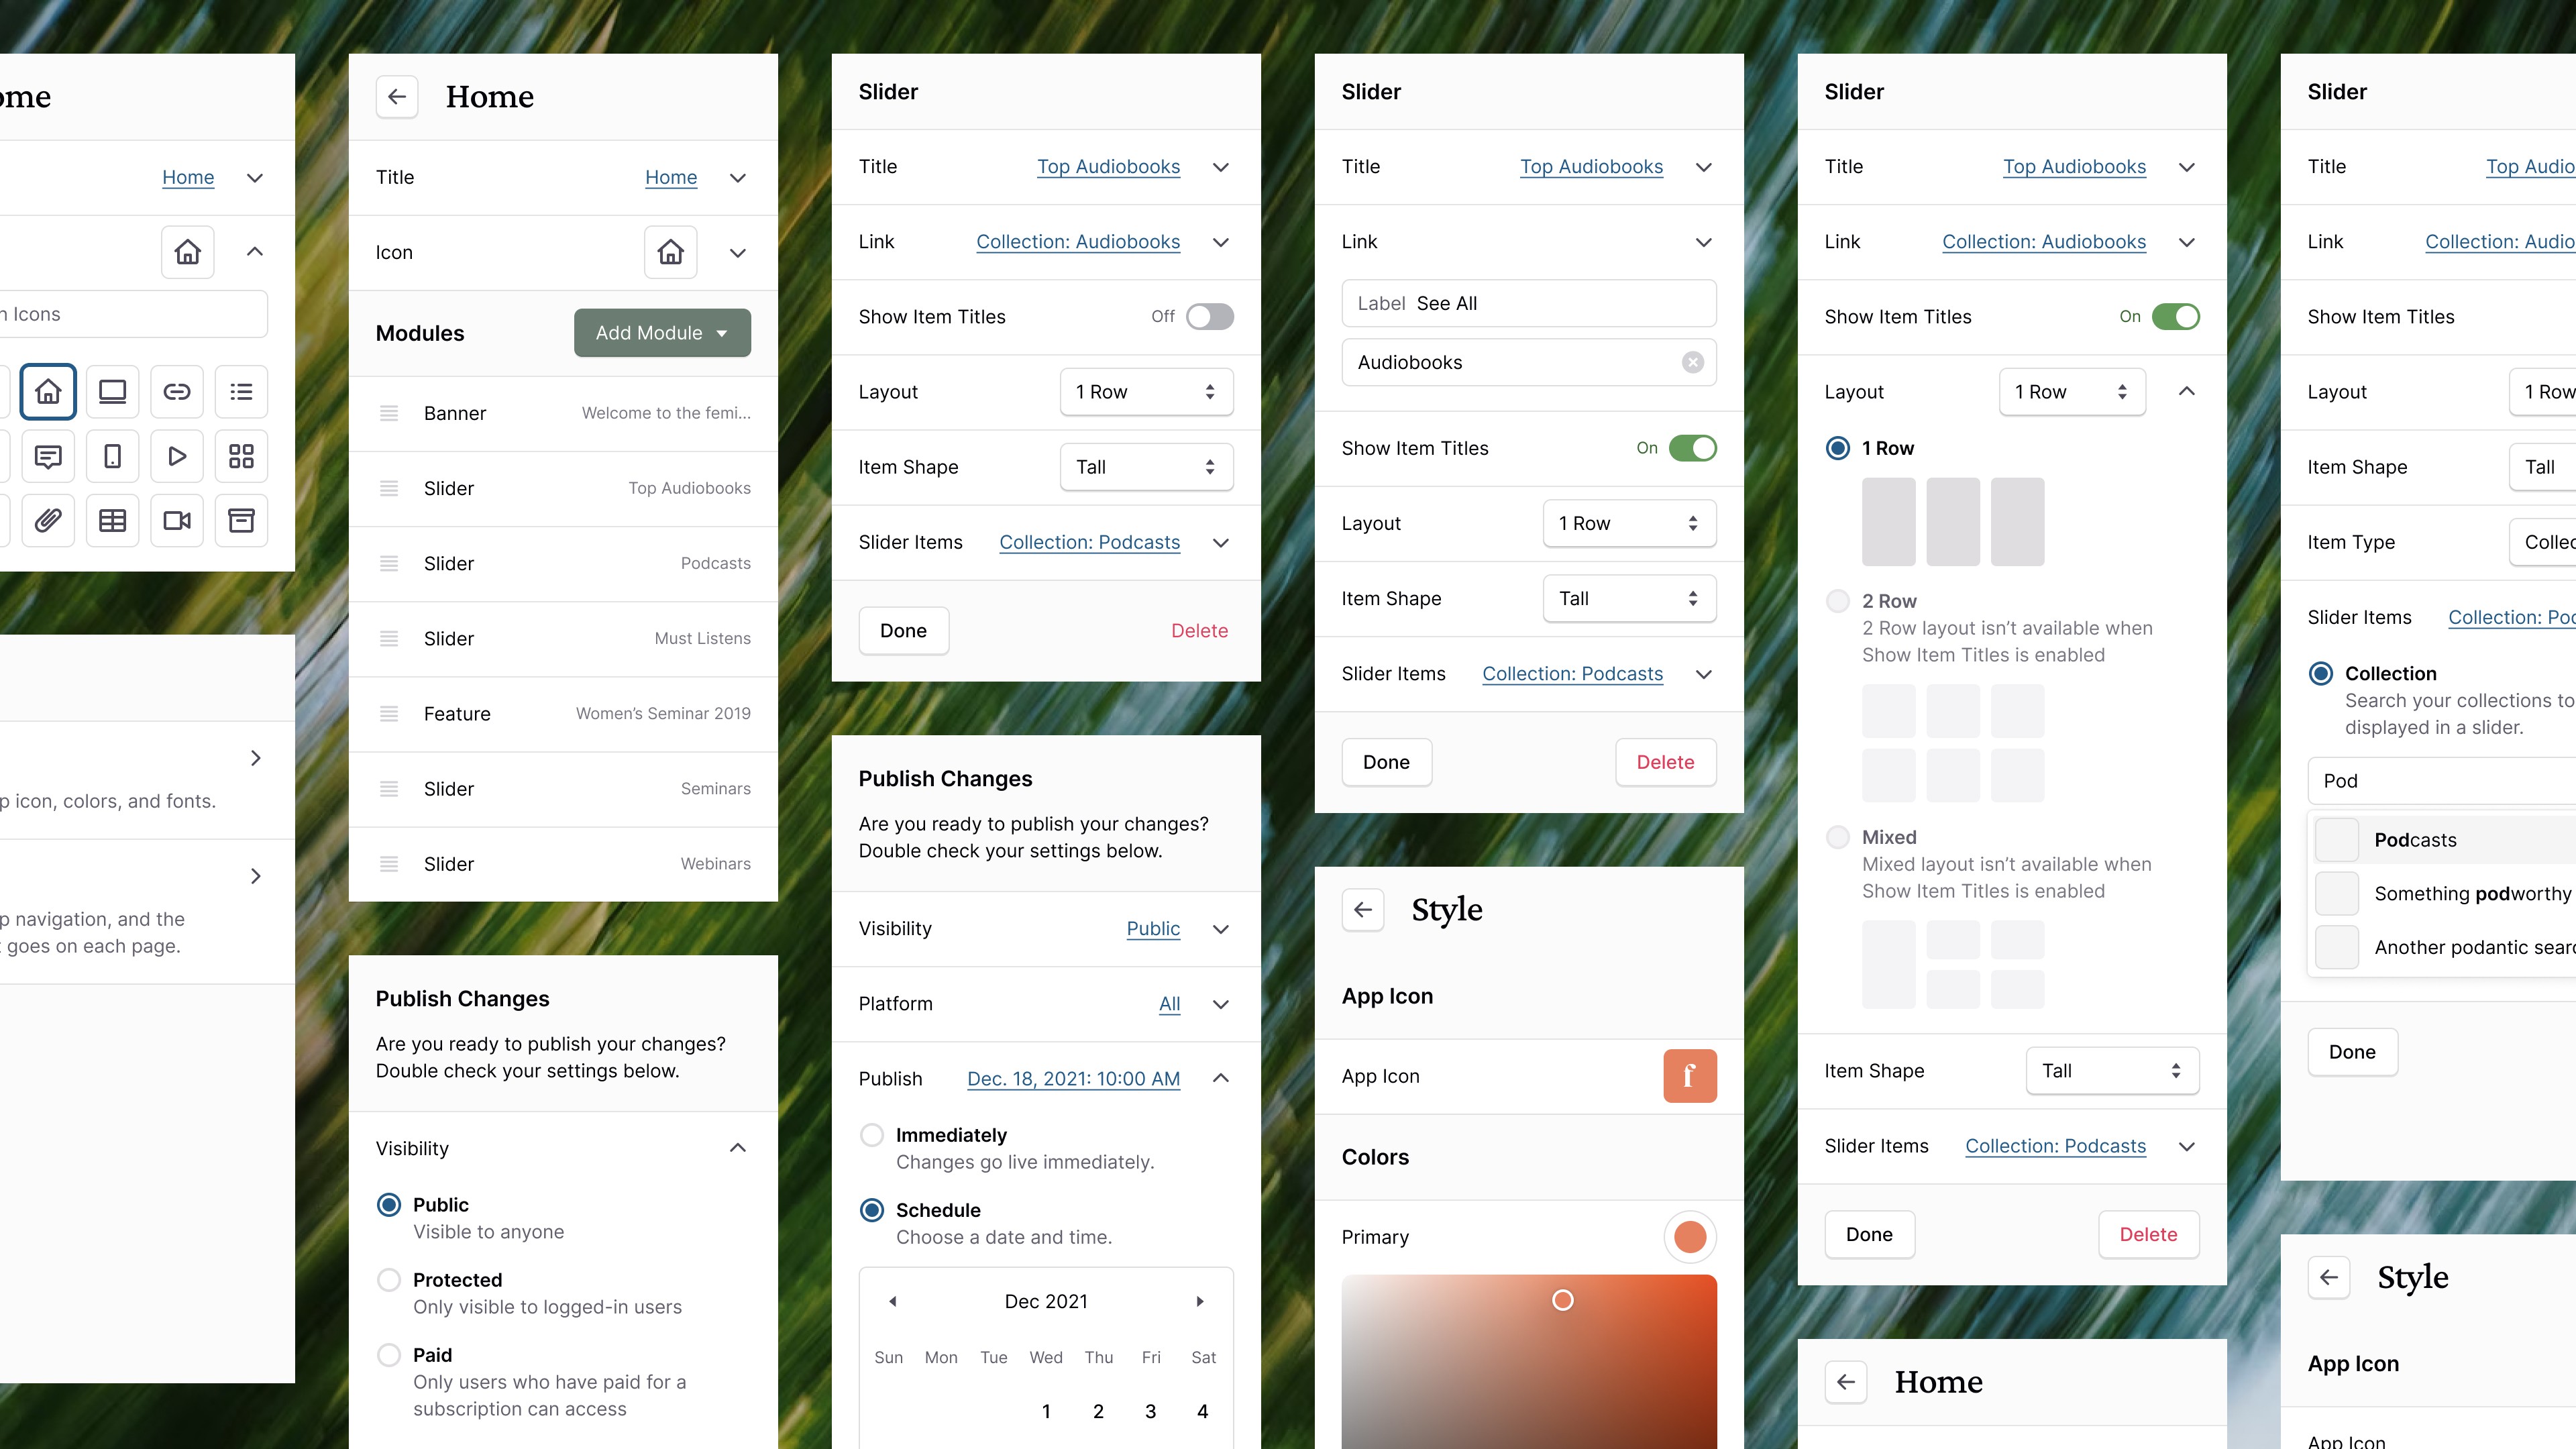 Home
Icons
icon, colors, and fonts.
navigation, and the
goes on each page.
Home
Title Home
Icon
Modules Add Module
Banner Welcome to the femi...
Slider Top Audiobooks
Slider Podcasts
Slider Must Listens
Feature Women’s Seminar 2019
Slider Seminars
Slider Webinars
Publish Changes
Are you ready to publish your changes?
Double check your settings below.
Visibility
Public
Visible to anyone
Protected
Only visible to logged-in users
Paid
Only users who have paid for a
subscription can access
Slider
Title Top Audiobooks
Link Collection: Audiobooks
Show Item Titles Off
Layout 1 Row
Item Shape Tall
Slider Items Collection: Podcasts
Done Delete
Publish Changes
Are you ready to publish your changes?
Double check your settings below.
Visibility Public
Platform All
Publish Dec. 18, 2021: 10:00 AM
Immediately
Changes go live immediately.
Schedule
Choose a date and time.
Dec 2021
Sun Mon Tue Wed Thu Fri Sat
1 2 3 4
Slider
Title Top Audiobooks
Link
Label See All
Audiobooks
Show Item Titles On
Layout 1 Row
Item Shape Tall
Slider Items Collection: Podcasts
Done Delete
Style
App Icon
App Icon f
Colors
Primary
Slider
Title Top Audiobooks
Link Collection: Audiobooks
Show Item Titles On
Layout 1 Row
1 Row
2 Row
2 Row layout isn’t available when
Show Item Titles is enabled
Mixed
Mixed layout isn’t available when
Show Item Titles is enabled
Item Shape Tall
Slider Items Collection: Podcasts
Done Delete
Home
Slider
Title Top
Link Collection:
Show Item Titles
Layout 1 Row
Item Shape Tall
Item Type
Slider Items Collection:
Collection
Search your collections to
displayed in a slider.
Pod
Podcasts
Something podworthy
Another podantic
Done
Style
App Icon
App Icon